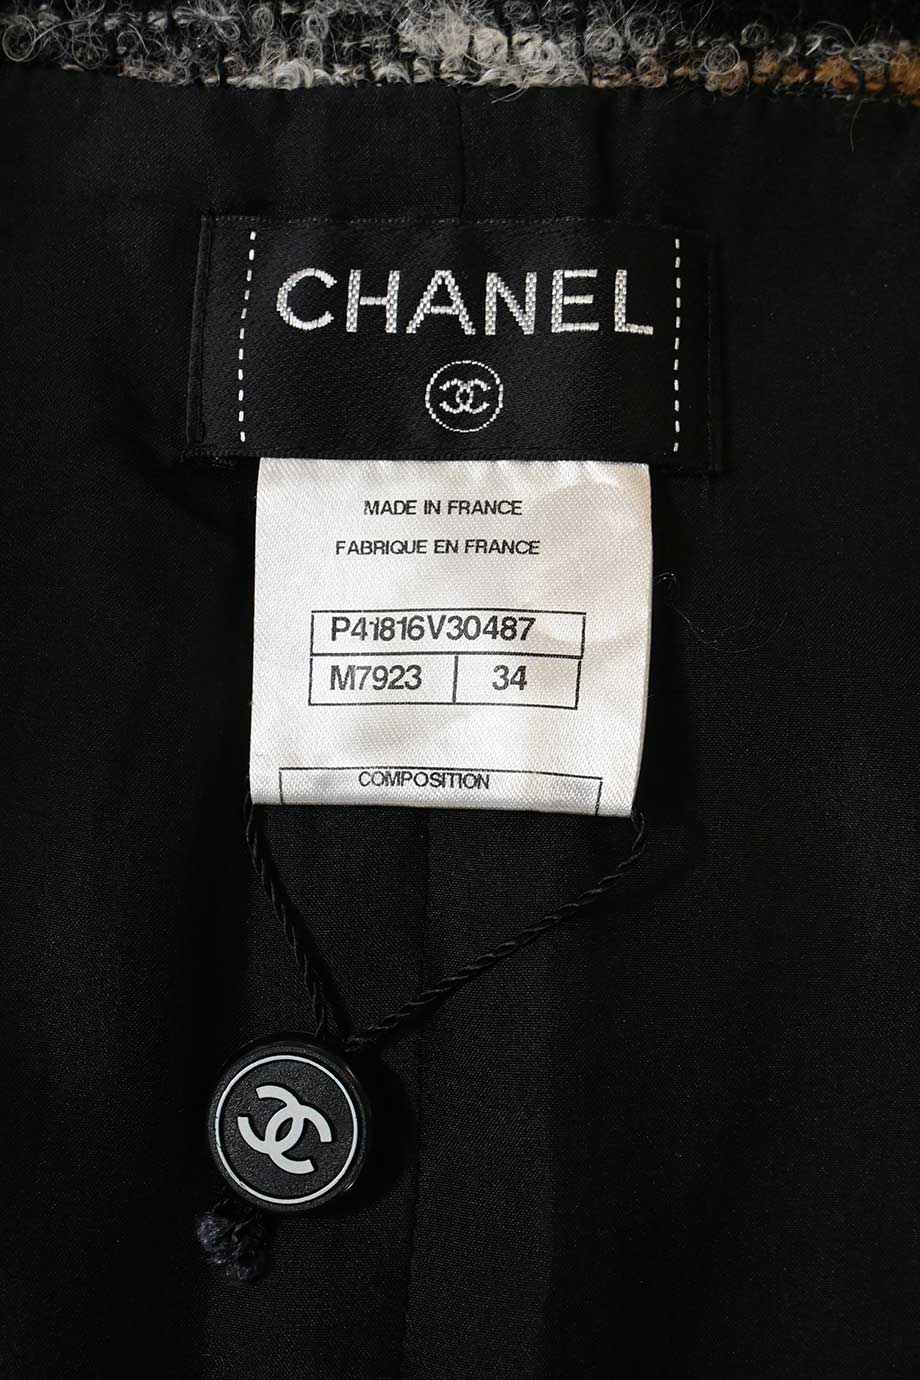 CHANEL
MADE IN FRANCE
FABRIQUE EN FRANCE
P41816V30487
M7923 34
COMPOSITION